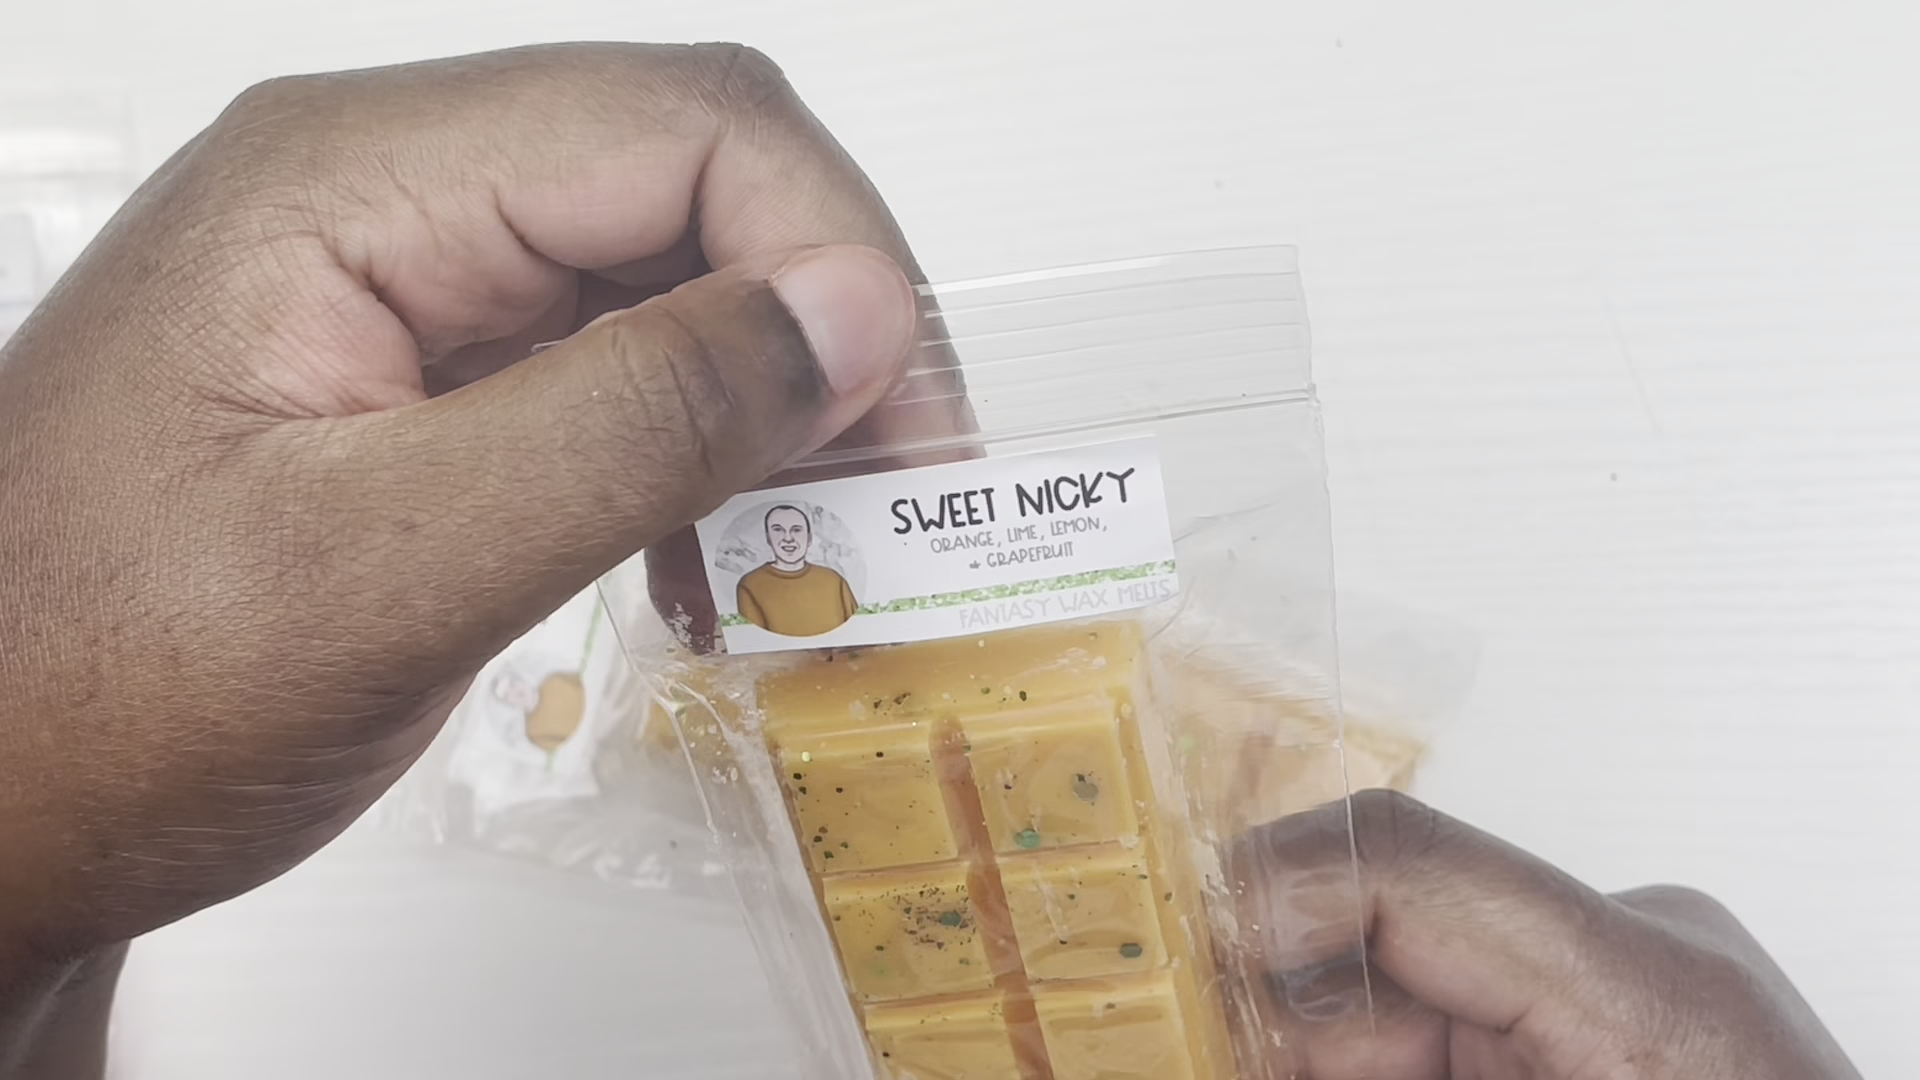 SWEET NICKY
ORANGE, LIME, LEMON,
& GRAPEFRUIT
FANTASY WAX MELTS